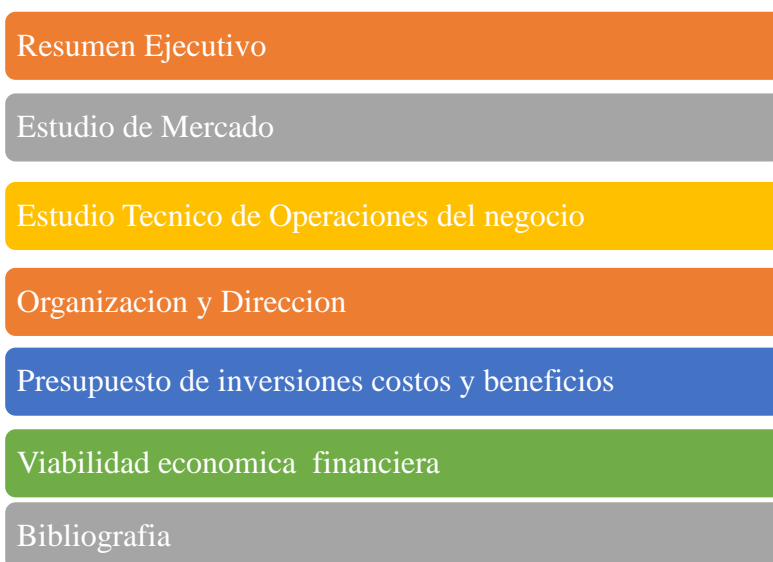 Resumen Ejecutivo
Estudio de Mercado
Estudio Tecnico de Operaciones del negocio
Organizacion y Direccion
Presupuesto de inversiones costos y beneficios
Viabilidad economica  financiera
Bibliografia